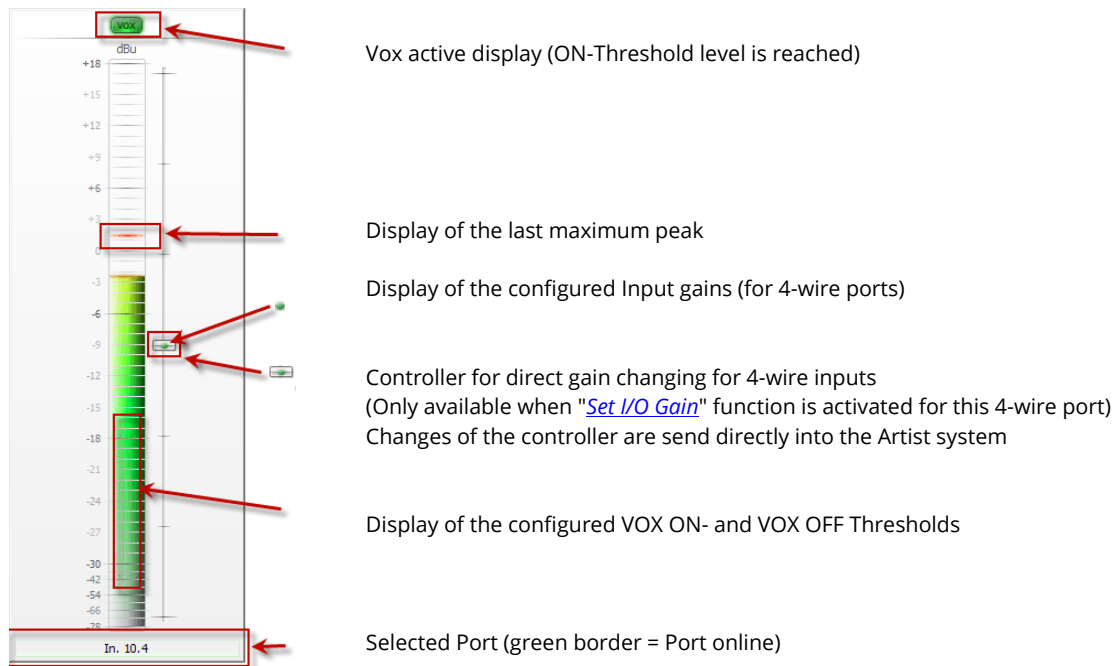 VOX
dBu
Vox active display (ON-Threshold level is reached)
+18
+15
+12
+9
+6
+3
Display of the last maximum peak
0
-3
Display of the configured Input gains (for 4-wire ports)
-6
-9
-12
Controller for direct gain changing for 4-wire inputs
(Only available when "Set I/O Gain" function is activated for this 4-wire port)
Changes of the controller are send directly into the Artist system
-15
-18
-21
-24
Display of the configured VOX ON- and VOX OFF Thresholds
-27
-30
-42
-54
-66
-78
In. 10.4
Selected Port (green border = Port online)